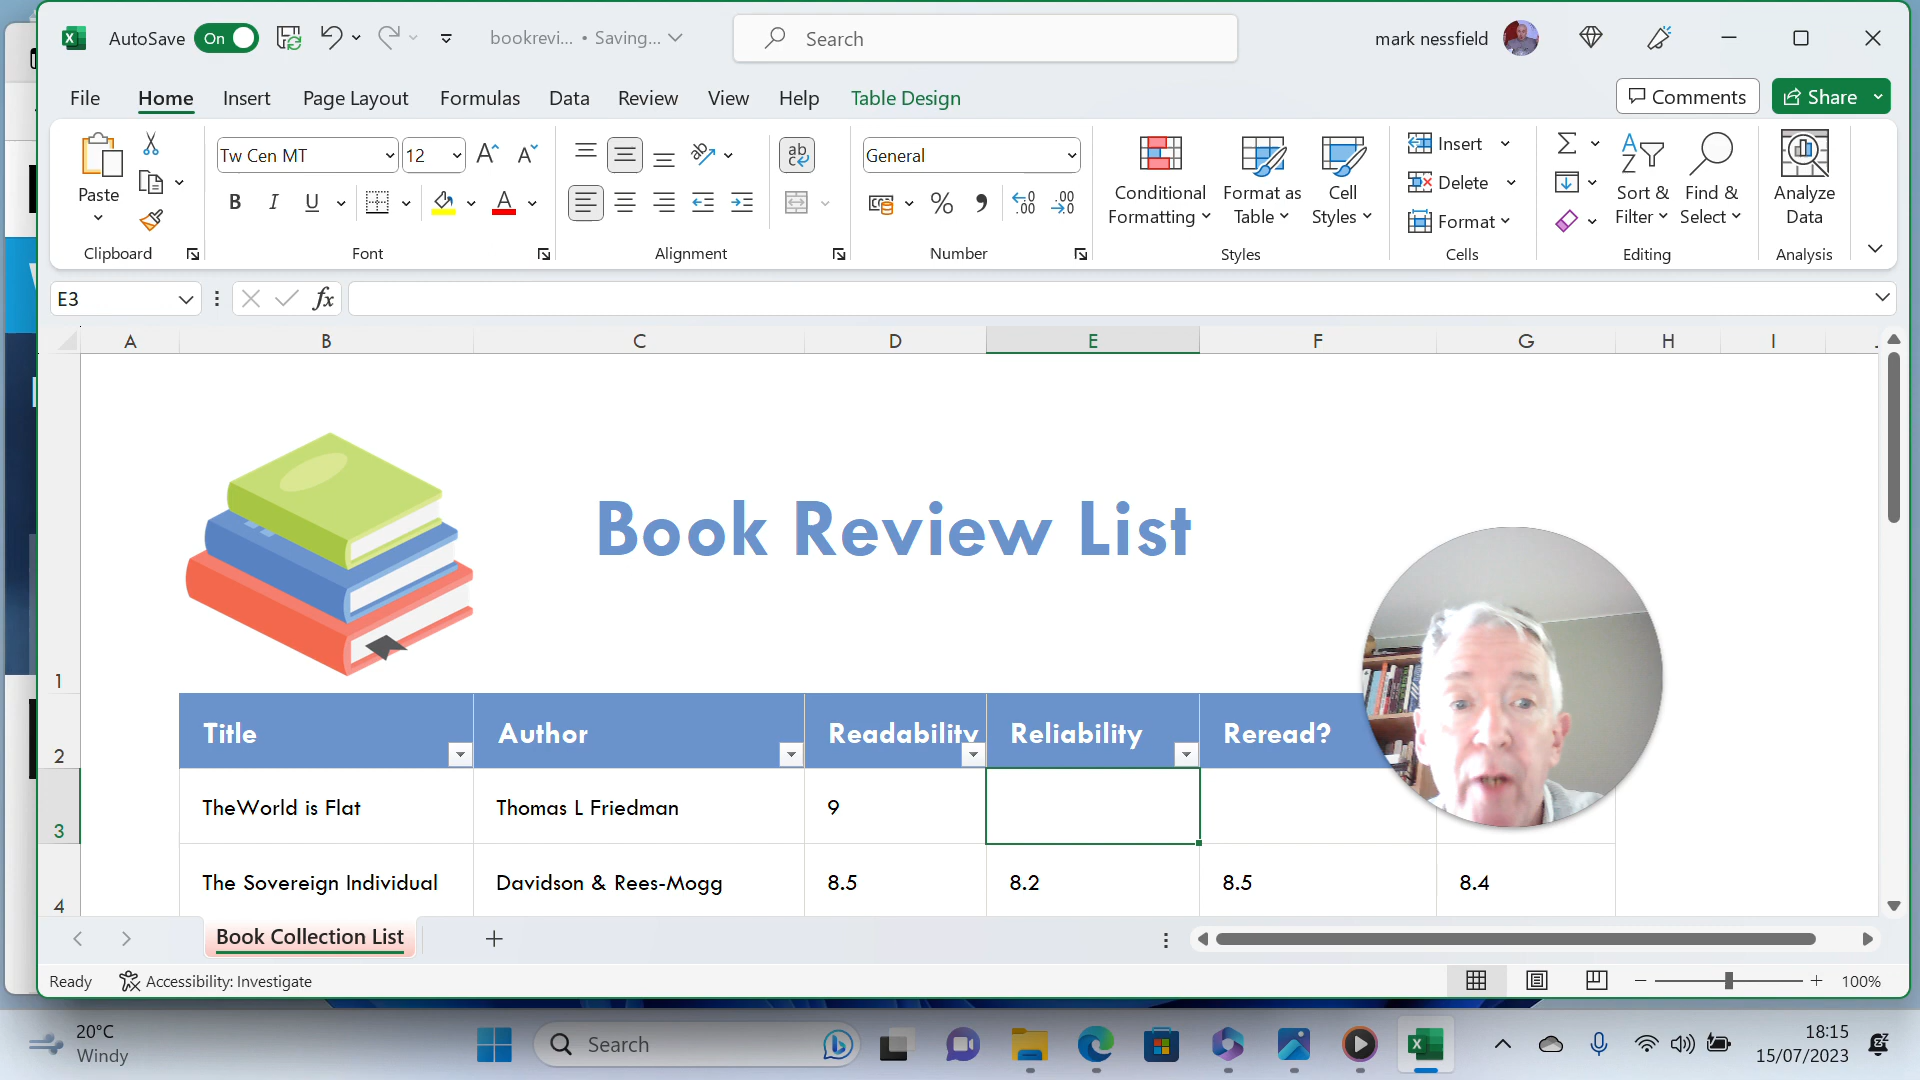 AutoSave On bookrevi... • Saving... Search mark nessfield
File Home Insert Page Layout Formulas Data Review View Help Table Design Comments Share
Tw Cen MT 12 General
Paste
B I U
ab
Conditional Formatting
Format as Table
Cell Styles
Insert
Delete
Format
Sort & Filter
Find & Select
Analyze Data
Clipboard Font Alignment Number Styles Cells Editing Analysis
E3 fx
A B C D E F G H I
Book Review List
1
2 Title Author Readability Reliability Reread?
3 TheWorld is Flat Thomas L Friedman 9
4 The Sovereign Individual Davidson & Rees-Mogg 8.5 8.2 8.5 8.4
Book Collection List
Ready Accessibility: Investigate 100%
20°C
Windy
Search
18:15
15/07/2023